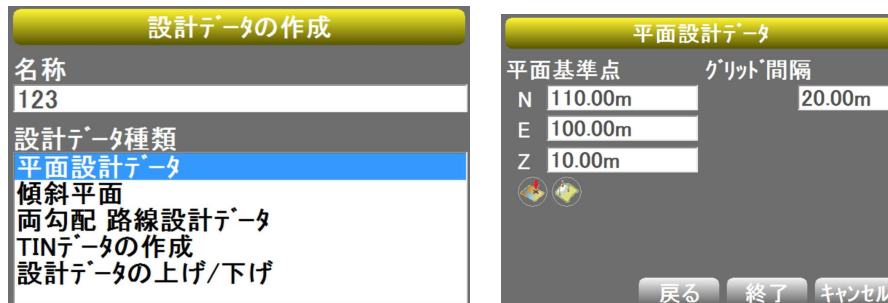 設計ﾃﾞｰﾀの作成
名称
123
設計ﾃﾞｰﾀ種類
平面設計ﾃﾞｰﾀ
傾斜平面
両勾配 路線設計ﾃﾞｰﾀ
TINﾃﾞｰﾀの作成
設計ﾃﾞｰﾀの上げ/下げ
平面設計ﾃﾞｰﾀ
平面基準点 ｸﾞﾘｯﾄﾞ間隔
N 110.00m 20.00m
E 100.00m
Z 10.00m
戻る 終了 ｷｬﾝｾﾙ